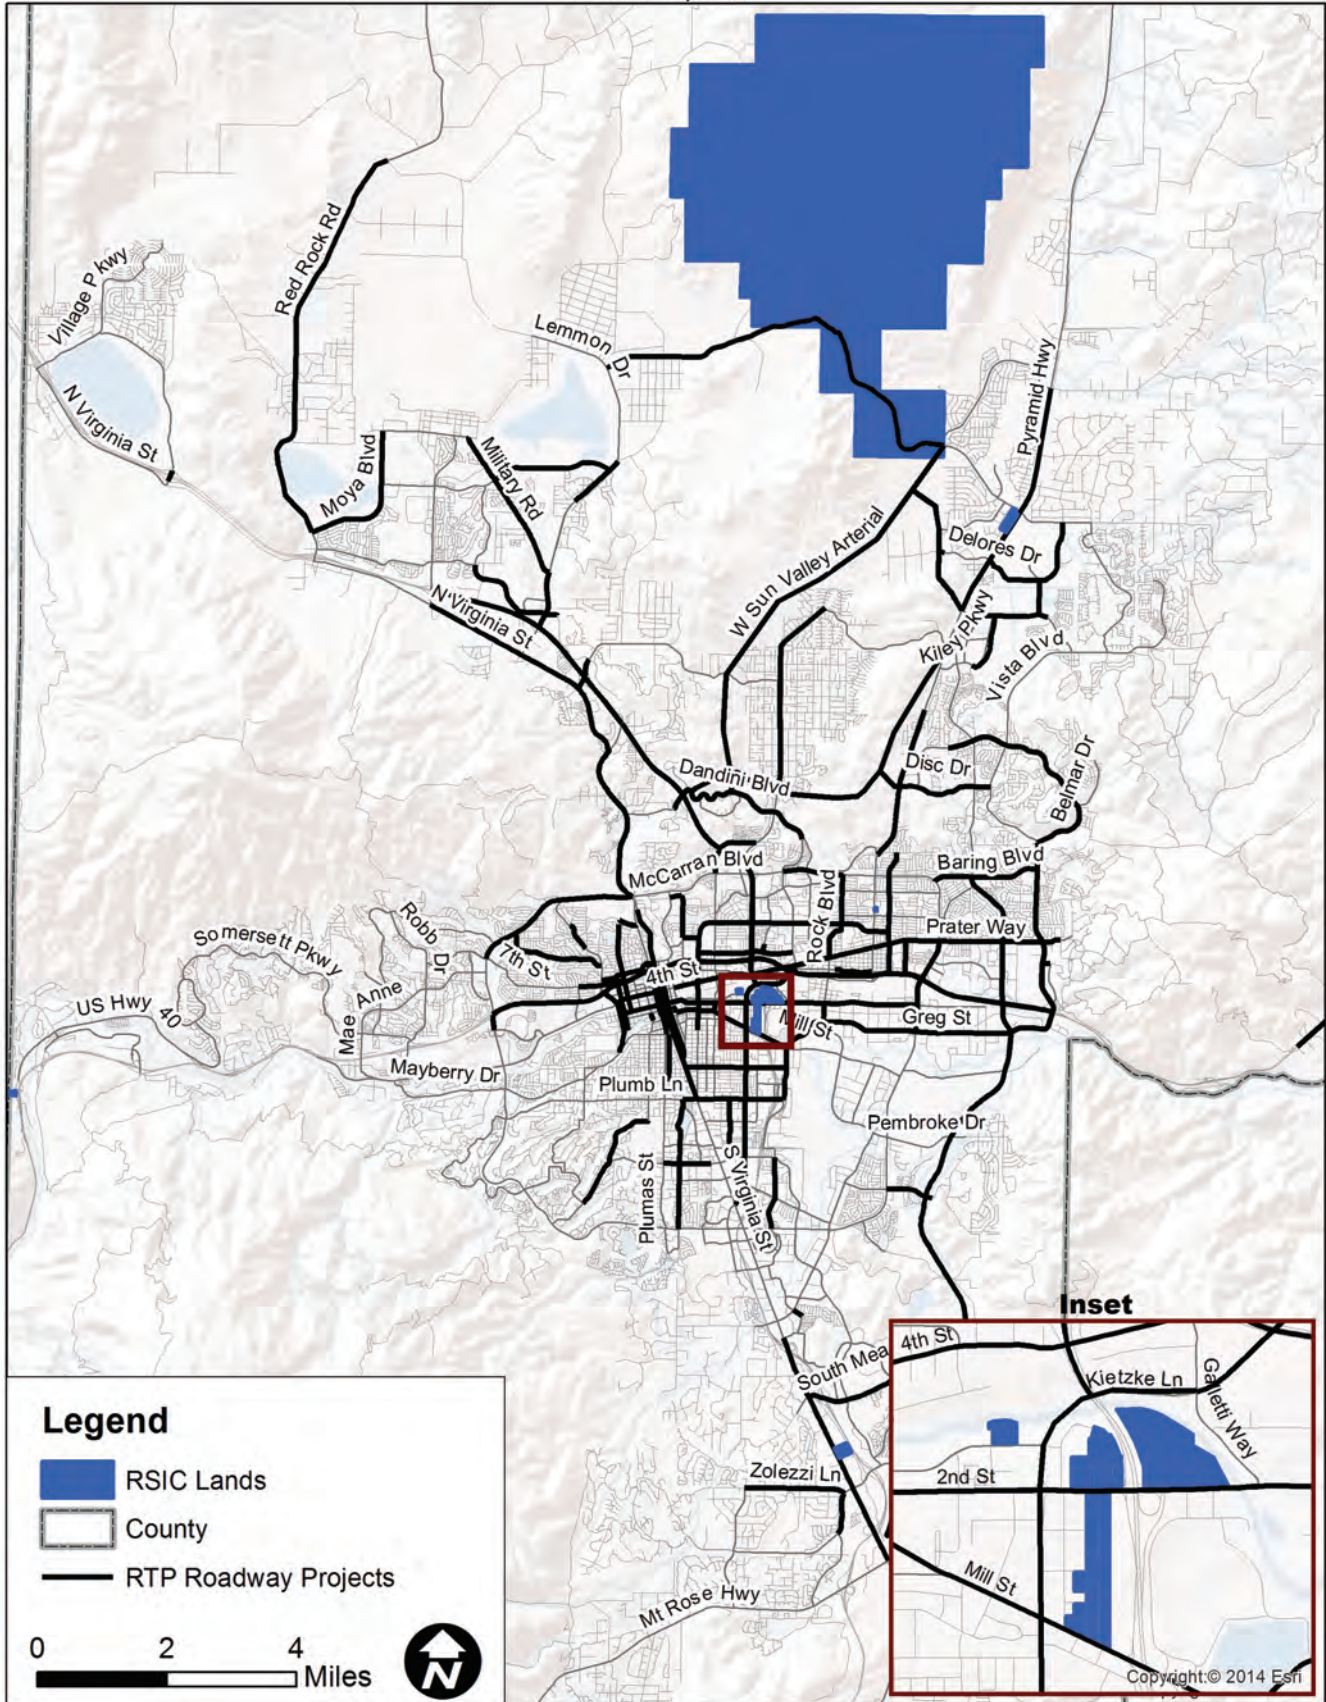 Red Rock Rd
Village Pkwy
Lemmon Dr
Pyramid Hwy
N Virginia St
Moya Blvd
Military Rd
Delores Dr
W Sun Valley Arterial
N Virginia St
Kiley Pkwy
Vista Blvd
Disc Dr
Dandini Blvd
Belmar Dr
McCarran Blvd
Baring Blvd
Rock Blvd
Robb Dr
Prater Way
Somersett Pkwy
7th St
4th St
US Hwy 40
Mae Anne
Greg St
Mill St
Mayberry Dr
Plumb Ln
Pembroke Dr
Plumas St
S Virginia St
Inset
South Mea
4th St
Kietzke Ln
Galletti Way
2nd St
Mill St
Copyright:© 2014 Esri
Zolezzi Ln
Mt Rose Hwy
Legend
RSIC Lands
County
RTP Roadway Projects
0 2 4
Miles
N